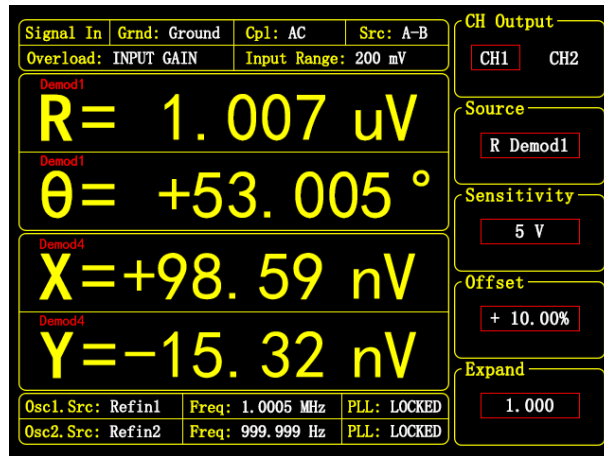 Signal In Grnd: Ground Cpl: AC Src: A-B
Overload: INPUT GAIN Input Range: 200 mV
Demod1
R= 1.007 uV
Demod1
θ= +53.005 °
Demod4
X=+98.59 nV
Demod4
Y=-15.32 nV
Osc1.Src: Refin1 Freq: 1.0005 MHz PLL: LOCKED
Osc2.Src: Refin2 Freq: 999.999 Hz PLL: LOCKED
CH Output
CH1 CH2
Source
R Demod1
Sensitivity
5 V
Offset
+ 10.00%
Expand
1.000